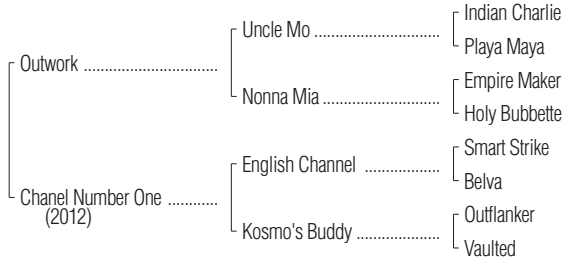 Indian Charlie
Uncle Mo ..................................
Playa Maya
Outwork ....................................
Empire Maker
Nonna Mia ................................
Holy Bubbette
Smart Strike
English Channel ....................
Belva
Chanel Number One .............
(2012)
Outflanker
Kosmo's Buddy ......................
Vaulted